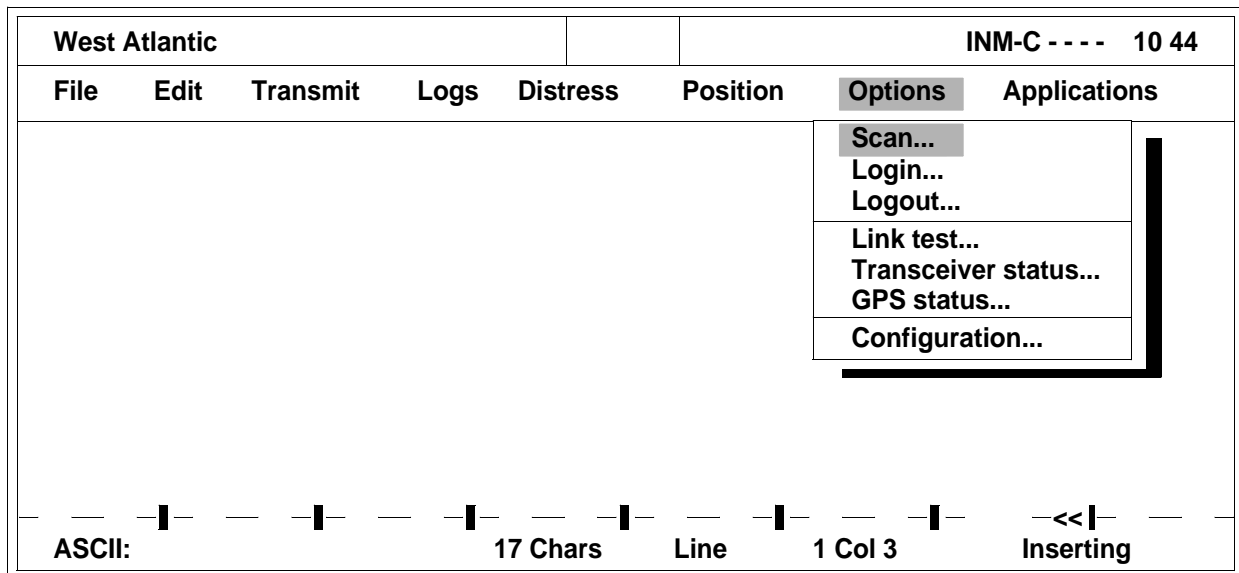 West Atlantic INM-C - - - - 10 44
File Edit Transmit Logs Distress Position Options Applications
Scan...
Login...
Logout...
Link test...
Transceiver status...
GPS status...
Configuration...
<<
ASCII: 17 Chars Line 1 Col 3 Inserting